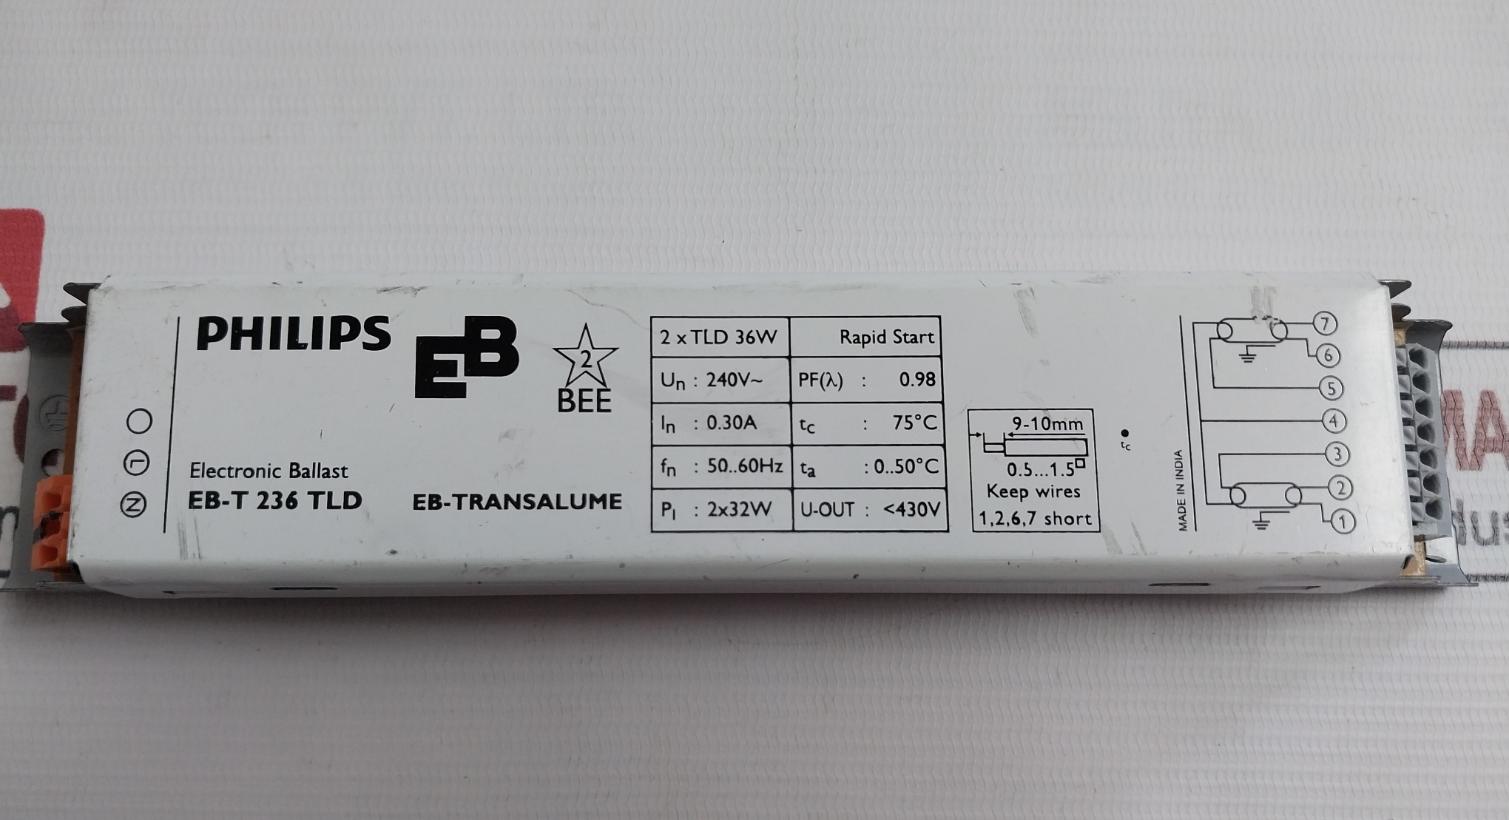 PHILIPS
EB
2
BEE
L
N
Electronic Ballast
EB-T 236 TLD
EB-TRANSALUME
2 x TLD 36W Rapid Start
Un : 240V~ PF(λ) : 0.98
In : 0.30A tc : 75°C
fn : 50..60Hz ta : 0..50°C
Pl : 2x32W U-OUT : <430V
9-10mm
0.5...1.5□
Keep wires
1,2,6,7 short
tc
MADE IN INDIA
7
6
5
4
3
2
1